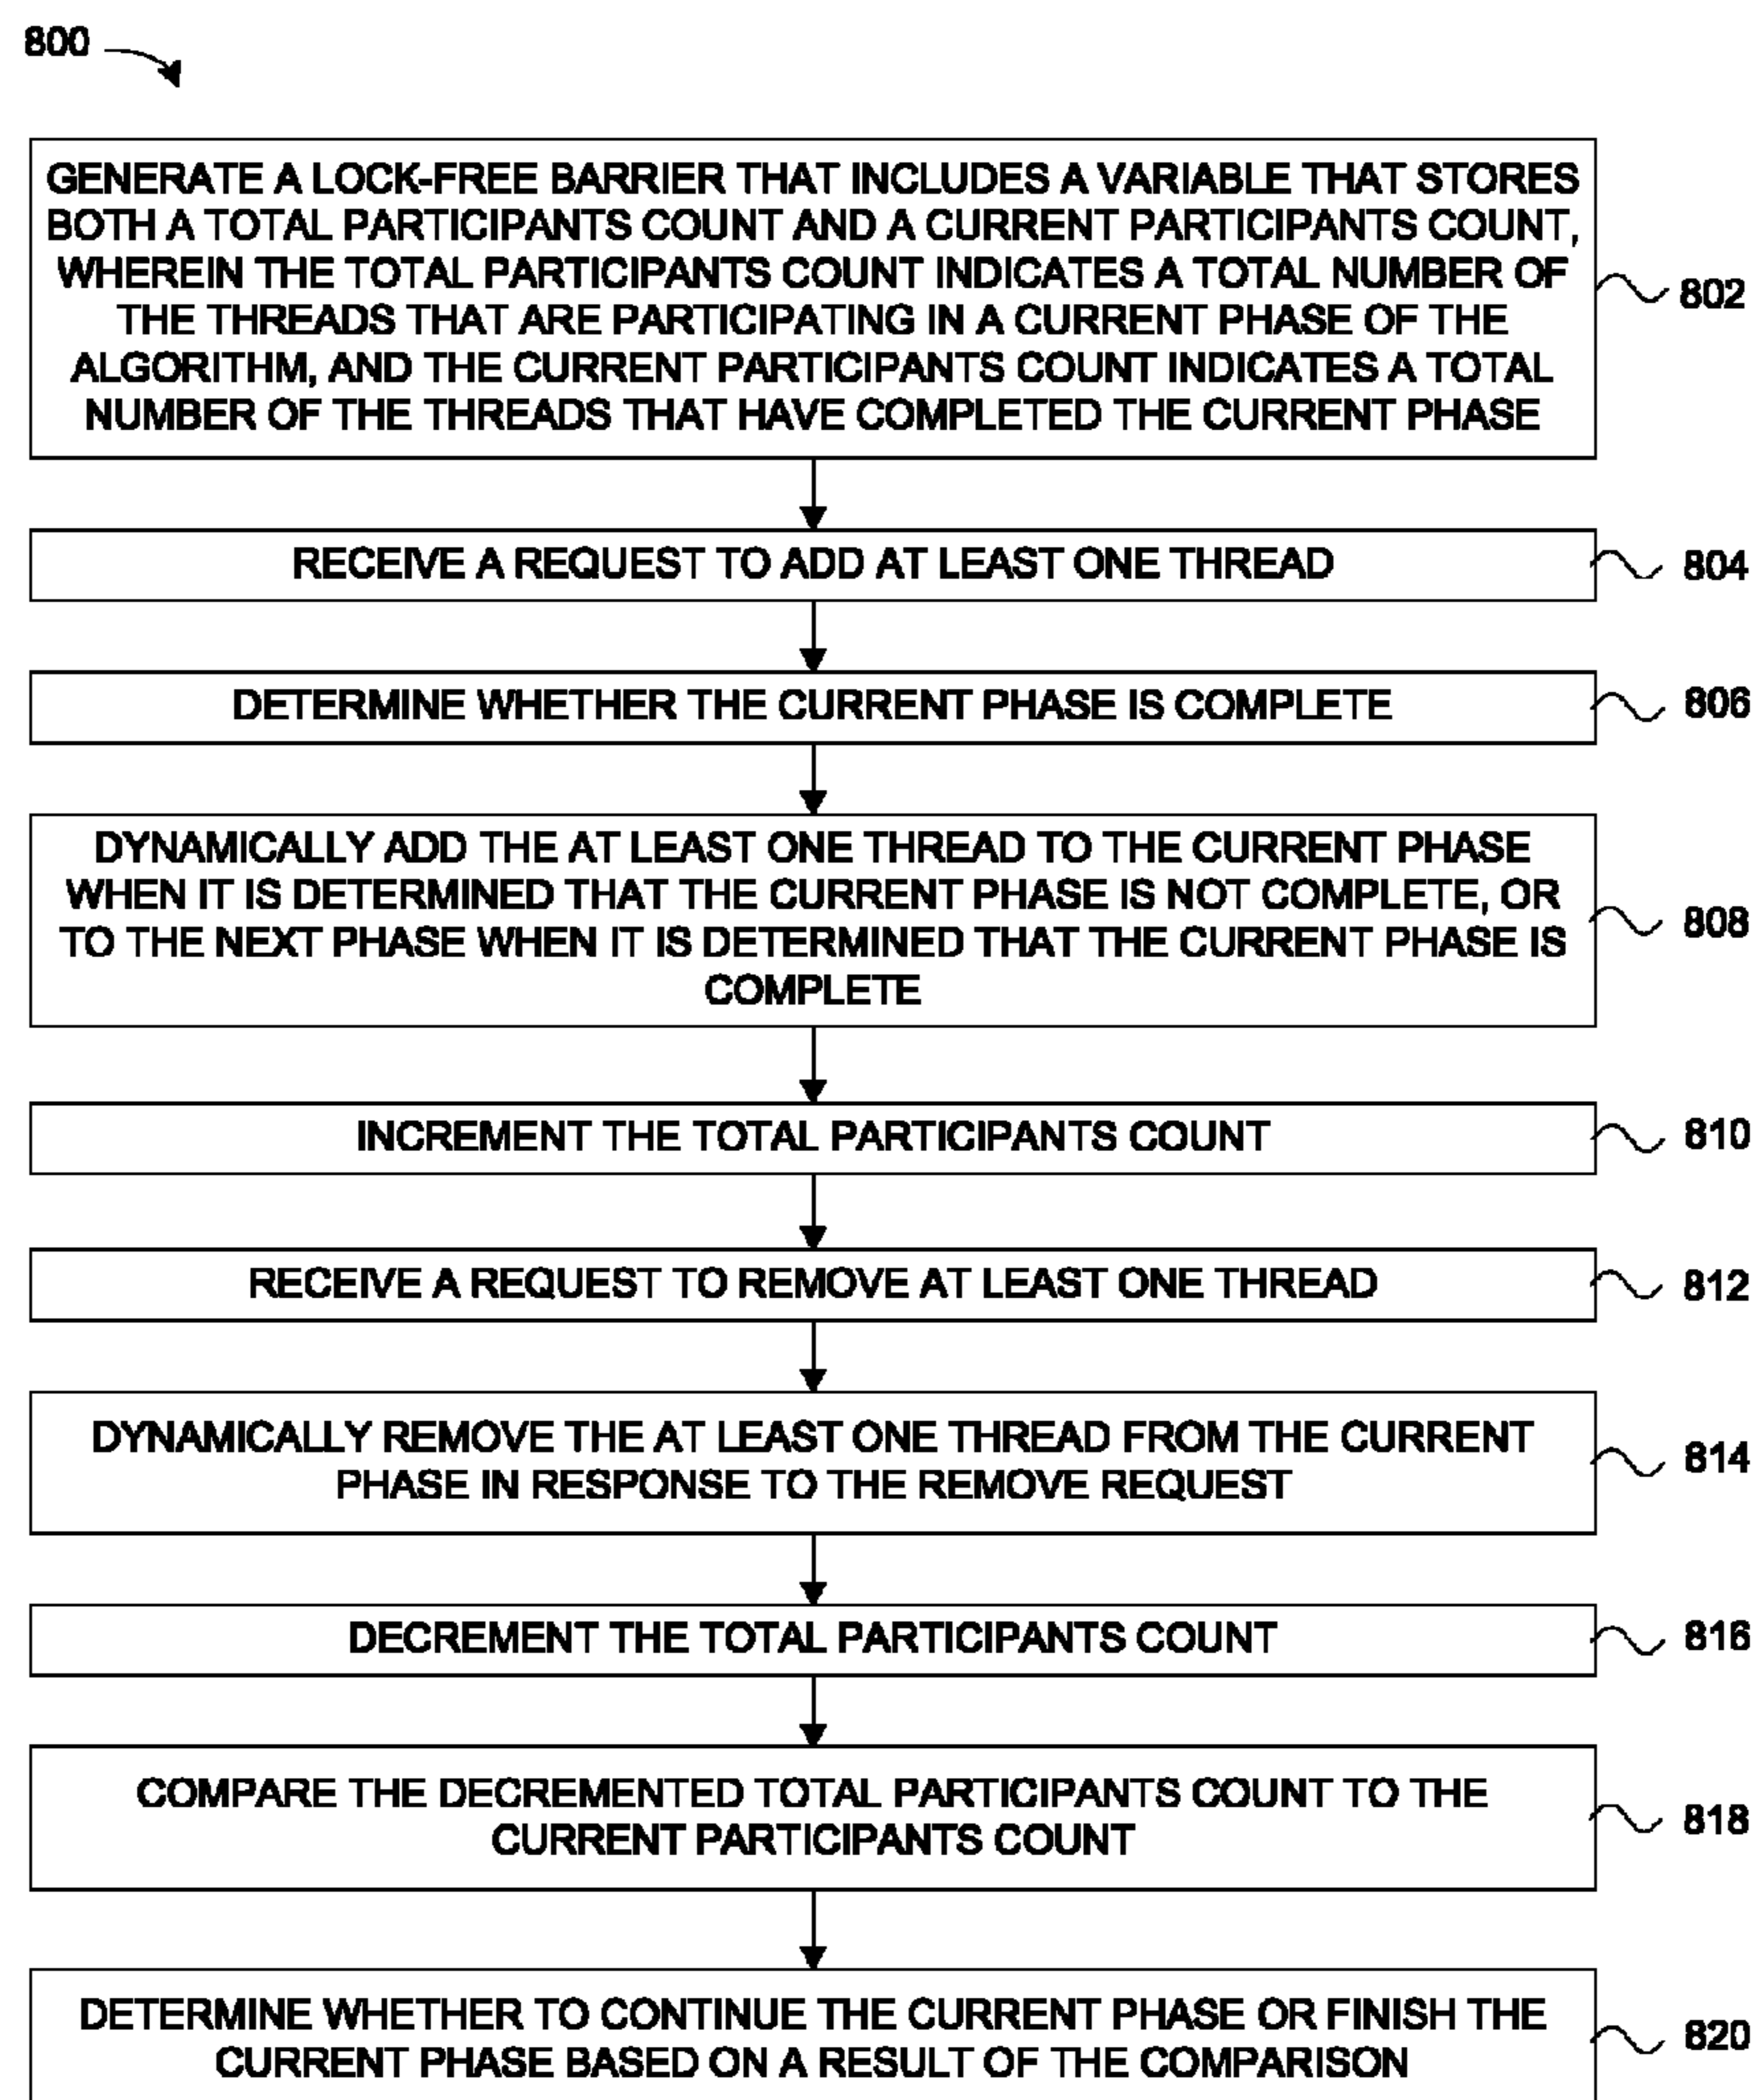 800
GENERATE A LOCK-FREE BARRIER THAT INCLUDES A VARIABLE THAT STORES
BOTH A TOTAL PARTICIPANTS COUNT AND A CURRENT PARTICIPANTS COUNT,
WHEREIN THE TOTAL PARTICIPANTS COUNT INDICATES A TOTAL NUMBER OF
THE THREADS THAT ARE PARTICIPATING IN A CURRENT PHASE OF THE
ALGORITHM, AND THE CURRENT PARTICIPANTS COUNT INDICATES A TOTAL
NUMBER OF THE THREADS THAT HAVE COMPLETED THE CURRENT PHASE
802
RECEIVE A REQUEST TO ADD AT LEAST ONE THREAD
804
DETERMINE WHETHER THE CURRENT PHASE IS COMPLETE
806
DYNAMICALLY ADD THE AT LEAST ONE THREAD TO THE CURRENT PHASE
WHEN IT IS DETERMINED THAT THE CURRENT PHASE IS NOT COMPLETE, OR
TO THE NEXT PHASE WHEN IT IS DETERMINED THAT THE CURRENT PHASE IS
COMPLETE
808
INCREMENT THE TOTAL PARTICIPANTS COUNT
810
RECEIVE A REQUEST TO REMOVE AT LEAST ONE THREAD
812
DYNAMICALLY REMOVE THE AT LEAST ONE THREAD FROM THE CURRENT
PHASE IN RESPONSE TO THE REMOVE REQUEST
814
DECREMENT THE TOTAL PARTICIPANTS COUNT
816
COMPARE THE DECREMENTED TOTAL PARTICIPANTS COUNT TO THE
CURRENT PARTICIPANTS COUNT
818
DETERMINE WHETHER TO CONTINUE THE CURRENT PHASE OR FINISH THE
CURRENT PHASE BASED ON A RESULT OF THE COMPARISON
820